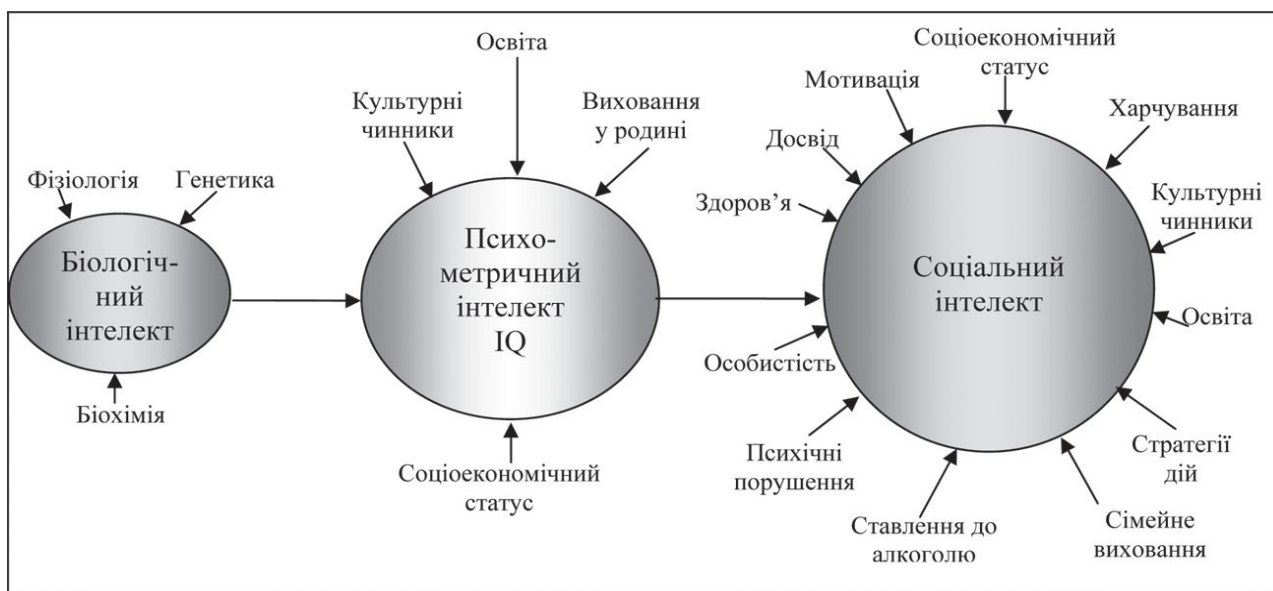 Фізіологія
Генетика
Біологіч-
ний
інтелект
Біохімія
Освіта
Культурні
чинники
Виховання
у родині
Психо-
метричний
інтелект
IQ
Соціоекономічний
статус
Соціоекономічний
статус
Мотивація
Харчування
Досвід
Культурні
чинники
Здоров’я
Соціальний
інтелект
Освіта
Особистість
Психічні
порушення
Стратегії
дій
Ставлення до
алкоголю
Сімейне
виховання